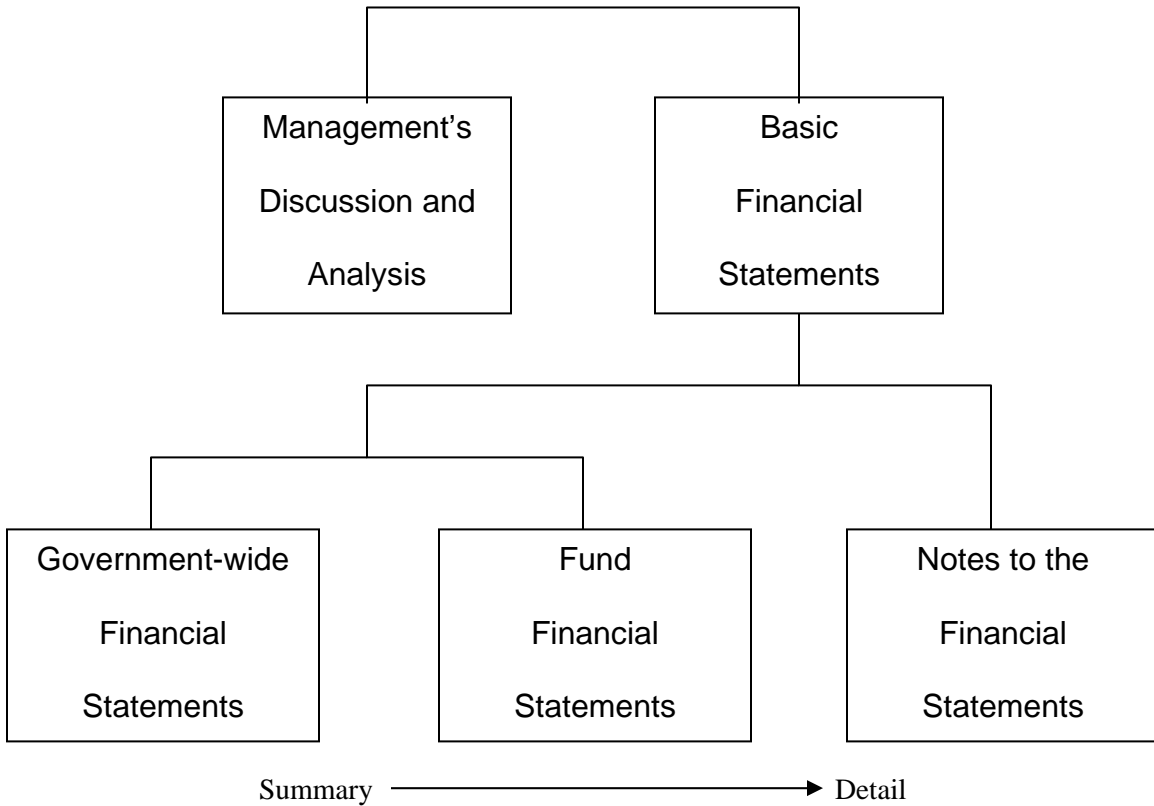 Management's
Discussion and
Analysis
Basic
Financial
Statements
Government-wide
Financial
Statements
Fund
Financial
Statements
Notes to the
Financial
Statements
Summary
Detail